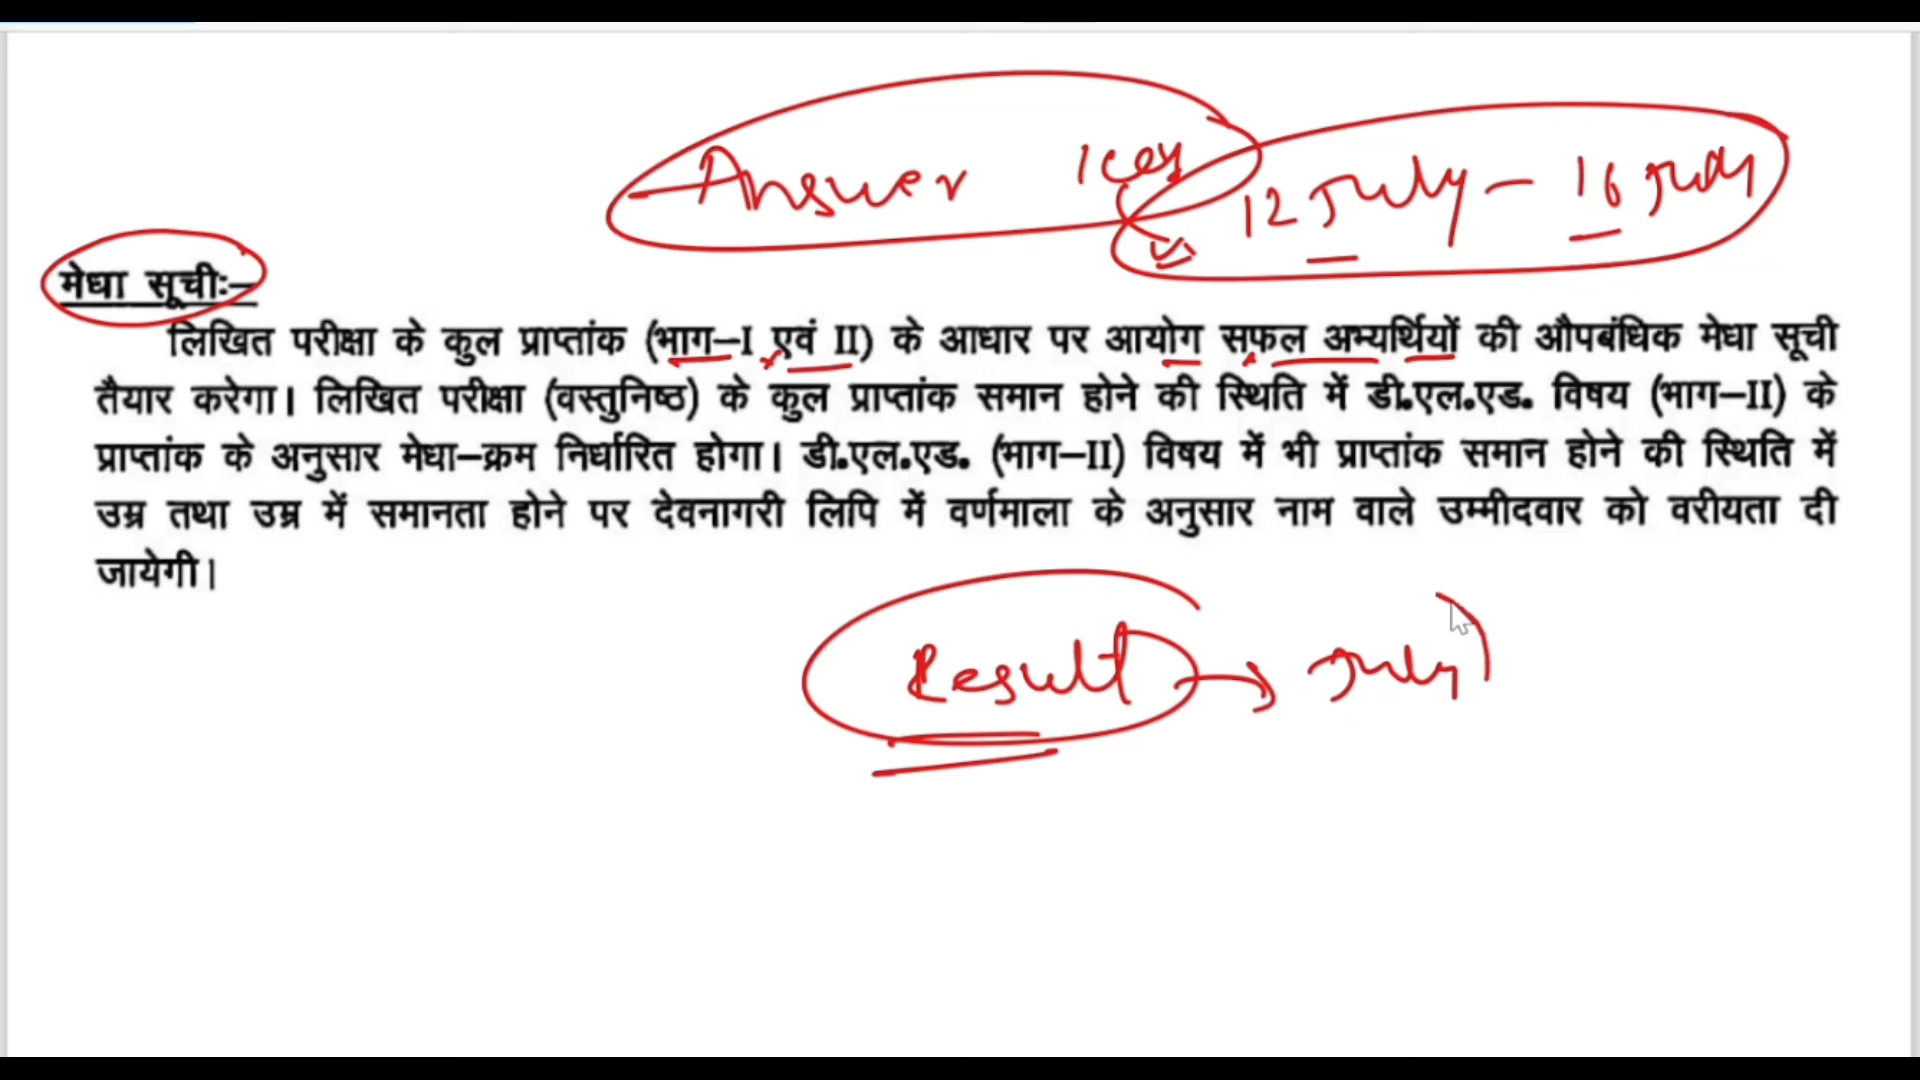 Answer key
12 July - 16 July
मेधा सूचीः–
लिखित परीक्षा के कुल प्राप्तांक (भाग–I एवं II) के आधार पर आयोग सफल अभ्यर्थियों की औपबंधिक मेधा सूची
तैयार करेगा। लिखित परीक्षा (वस्तुनिष्ठ) के कुल प्राप्तांक समान होने की स्थिति में डी.एल.एड. विषय (भाग–II) के
प्राप्तांक के अनुसार मेधा–क्रम निर्धारित होगा। डी.एल.एड. (भाग–II) विषय में भी प्राप्तांक समान होने की स्थिति में
उम्र तथा उम्र में समानता होने पर देवनागरी लिपि में वर्णमाला के अनुसार नाम वाले उम्मीदवार को वरीयता दी
जायेगी।
Result → July